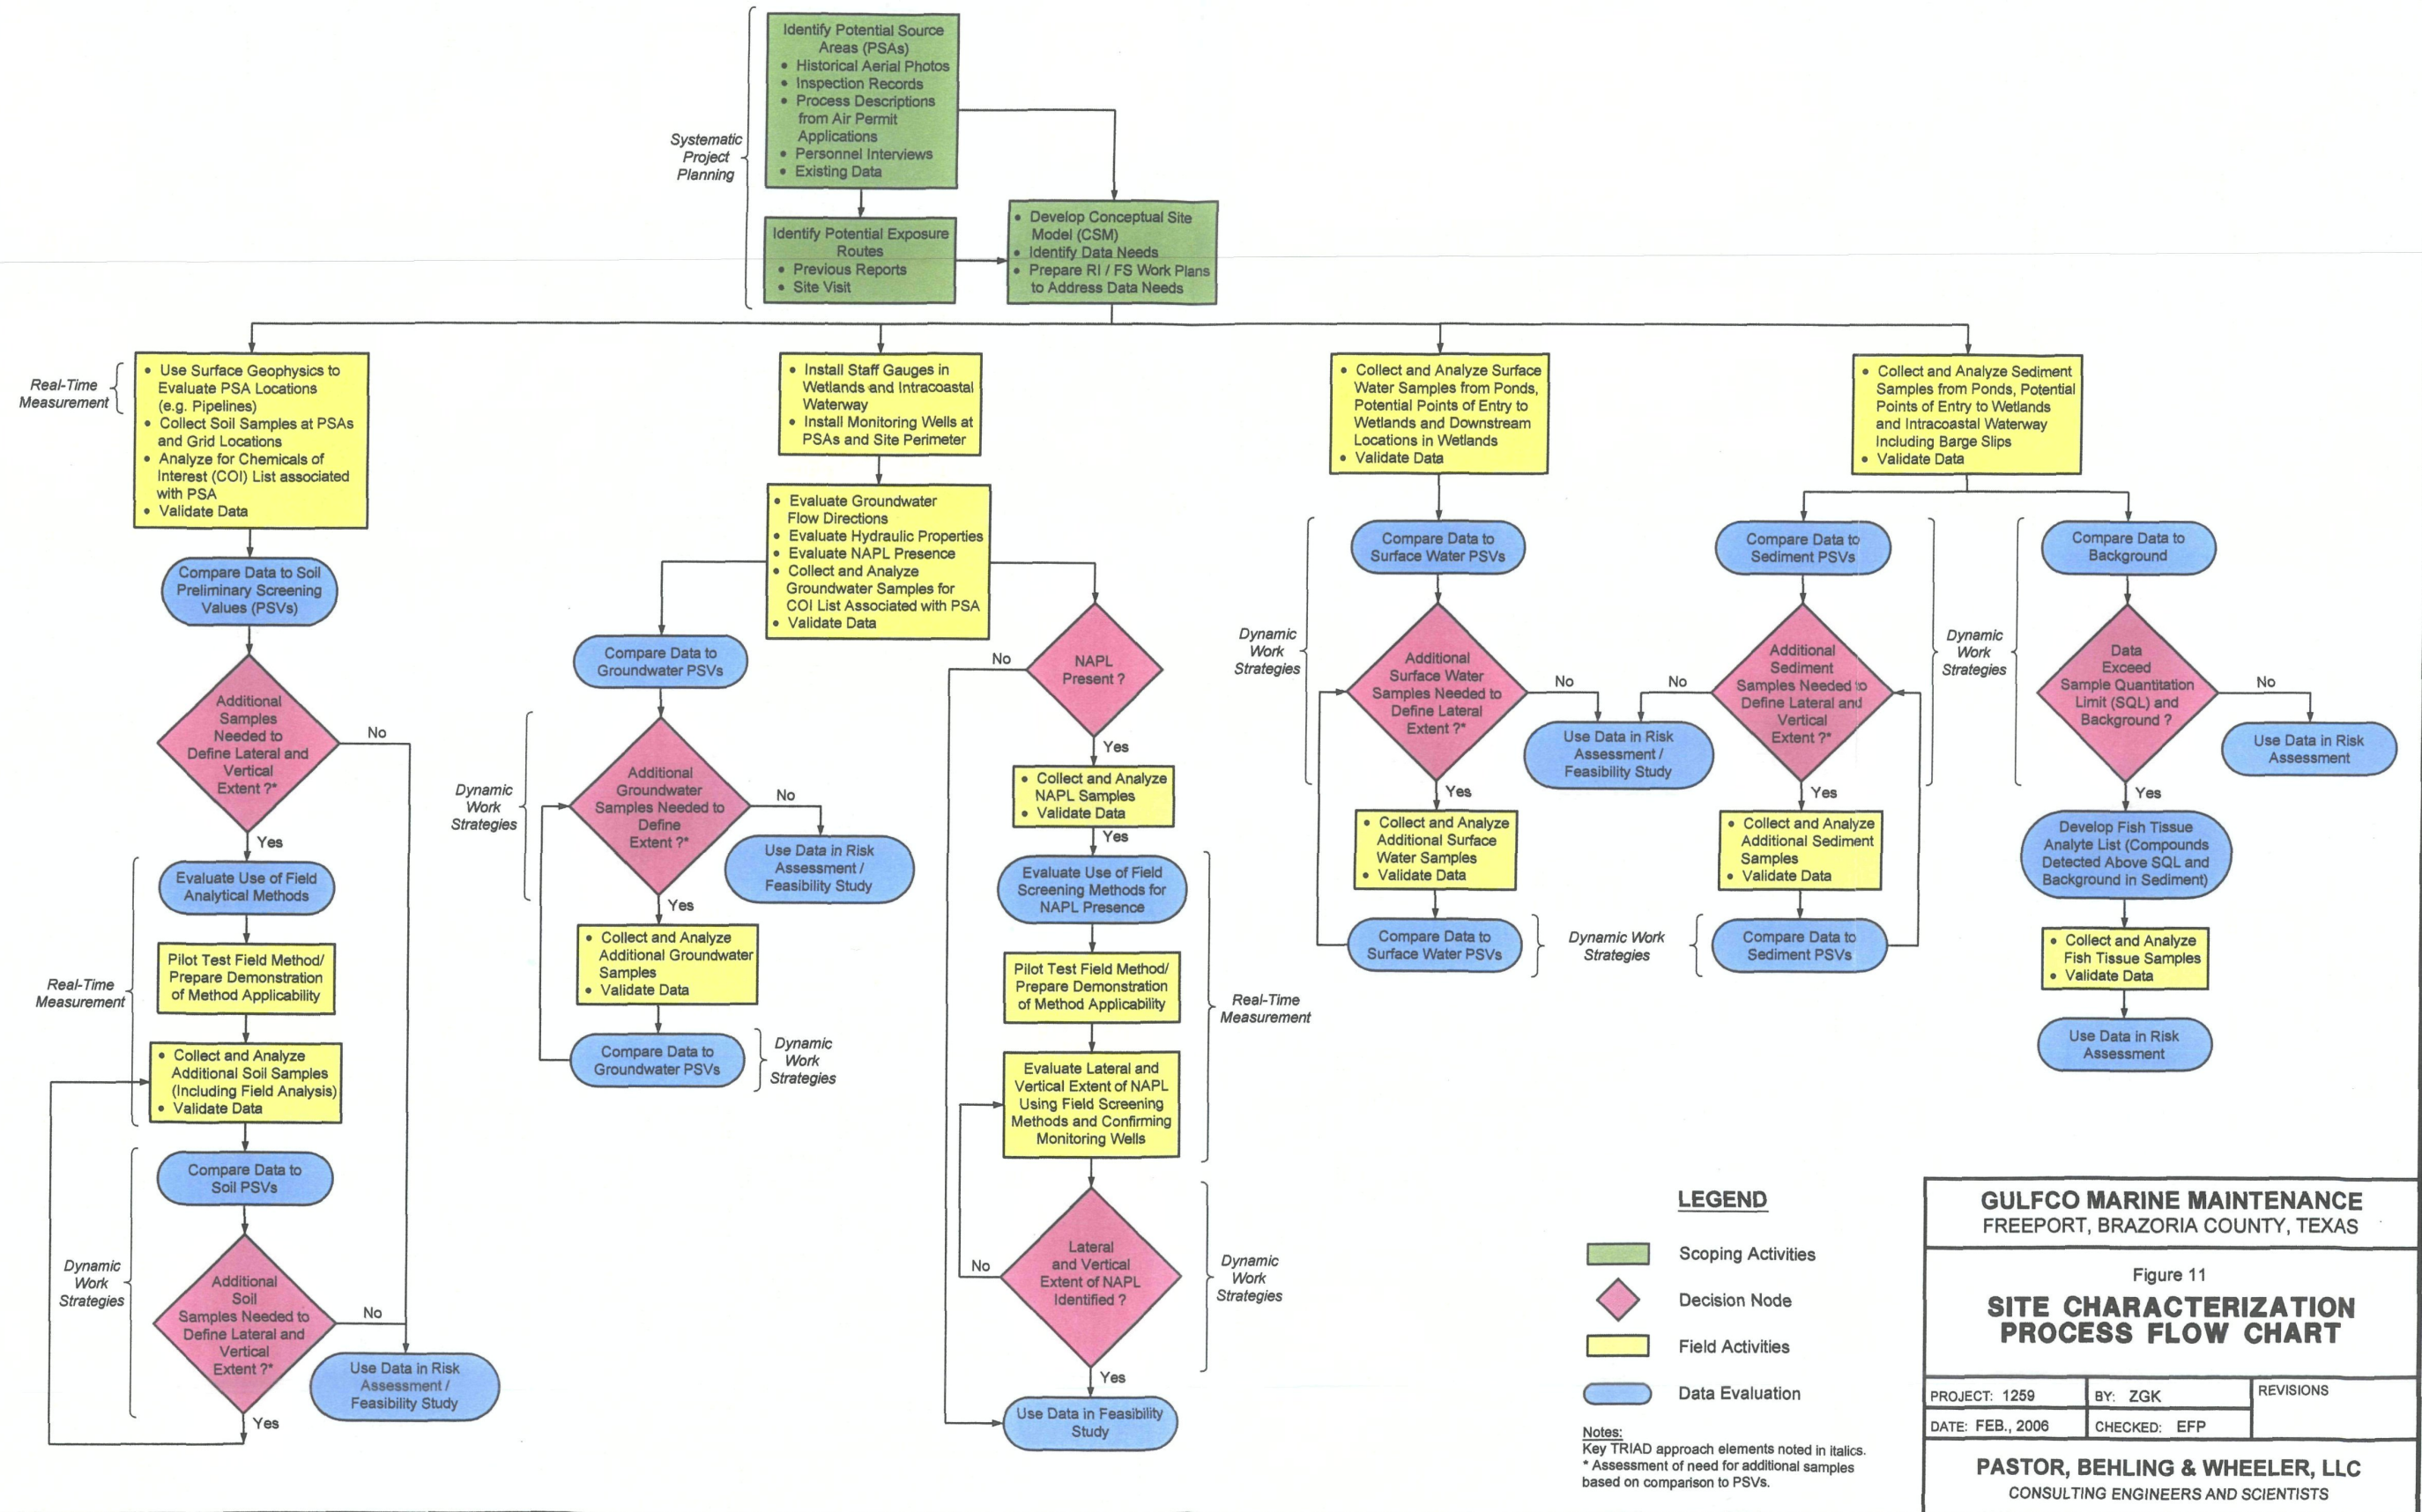 Systematic
Project
Planning
Identify Potential Source
Areas (PSAs)
• Historical Aerial Photos
• Inspection Records
• Process Descriptions
from Air Permit
Applications
• Personnel Interviews
• Existing Data
Identify Potential Exposure
Routes
• Previous Reports
• Site Visit
• Develop Conceptual Site
Model (CSM)
• Identify Data Needs
• Prepare RI / FS Work Plans
to Address Data Needs
Real-Time
Measurement
• Use Surface Geophysics to
Evaluate PSA Locations
(e.g. Pipelines)
• Collect Soil Samples at PSAs
and Grid Locations
• Analyze for Chemicals of
Interest (COI) List associated
with PSA
• Validate Data
Compare Data to Soil
Preliminary Screening
Values (PSVs)
Additional
Samples
Needed to
Define Lateral and
Vertical
Extent ?*
No
Yes
Real-Time
Measurement
Evaluate Use of Field
Analytical Methods
Pilot Test Field Method/
Prepare Demonstration
of Method Applicability
• Collect and Analyze
Additional Soil Samples
(Including Field Analysis)
• Validate Data
Dynamic
Work
Strategies
Compare Data to
Soil PSVs
Additional
Soil
Samples Needed to
Define Lateral and
Vertical
Extent ?*
No
Yes
Use Data in Risk
Assessment /
Feasibility Study
• Install Staff Gauges in
Wetlands and Intracoastal
Waterway
• Install Monitoring Wells at
PSAs and Site Perimeter
• Evaluate Groundwater
Flow Directions
• Evaluate Hydraulic Properties
• Evaluate NAPL Presence
• Collect and Analyze
Groundwater Samples for
COI List Associated with PSA
• Validate Data
Compare Data to
Groundwater PSVs
Dynamic
Work
Strategies
Additional
Groundwater
Samples Needed to
Define
Extent ?*
No
Use Data in Risk
Assessment /
Feasibility Study
Yes
• Collect and Analyze
Additional Groundwater
Samples
• Validate Data
Compare Data to
Groundwater PSVs
Dynamic
Work
Strategies
NAPL
Present ?
No
Yes
• Collect and Analyze
NAPL Samples
• Validate Data
Yes
Evaluate Use of Field
Screening Methods for
NAPL Presence
Pilot Test Field Method/
Prepare Demonstration
of Method Applicability
Real-Time
Measurement
Evaluate Lateral and
Vertical Extent of NAPL
Using Field Screening
Methods and Confirming
Monitoring Wells
Lateral
and Vertical
Extent of NAPL
Identified ?
No
Dynamic
Work
Strategies
Yes
Use Data in Feasibility
Study
• Collect and Analyze Surface
Water Samples from Ponds,
Potential Points of Entry to
Wetlands and Downstream
Locations in Wetlands
• Validate Data
Dynamic
Work
Strategies
Compare Data to
Surface Water PSVs
Additional
Surface Water
Samples Needed to
Define Lateral
Extent ?*
No
Yes
• Collect and Analyze
Additional Surface
Water Samples
• Validate Data
Compare Data to
Surface Water PSVs
Dynamic Work
Strategies
Use Data in Risk
Assessment /
Feasibility Study
• Collect and Analyze Sediment
Samples from Ponds, Potential
Points of Entry to Wetlands
and Intracoastal Waterway
Including Barge Slips
• Validate Data
Compare Data to
Sediment PSVs
Additional
Sediment
Samples Needed to
Define Lateral and
Vertical
Extent ?*
No
Yes
• Collect and Analyze
Additional Sediment
Samples
• Validate Data
Compare Data to
Sediment PSVs
Dynamic
Work
Strategies
Compare Data to
Background
Data
Exceed
Sample Quantitation
Limit (SQL) and
Background ?
No
Use Data in Risk
Assessment
Yes
Develop Fish Tissue
Analyte List (Compounds
Detected Above SQL and
Background in Sediment)
• Collect and Analyze
Fish Tissue Samples
• Validate Data
Use Data in Risk
Assessment
LEGEND
Scoping Activities
Decision Node
Field Activities
Data Evaluation
Notes:
Key TRIAD approach elements noted in italics.
* Assessment of need for additional samples
based on comparison to PSVs.
GULFCO MARINE MAINTENANCE
FREEPORT, BRAZORIA COUNTY, TEXAS
Figure 11
SITE CHARACTERIZATION
PROCESS FLOW CHART
PROJECT: 1259
BY: ZGK
REVISIONS
DATE: FEB., 2006
CHECKED: EFP
PASTOR, BEHLING & WHEELER, LLC
CONSULTING ENGINEERS AND SCIENTISTS